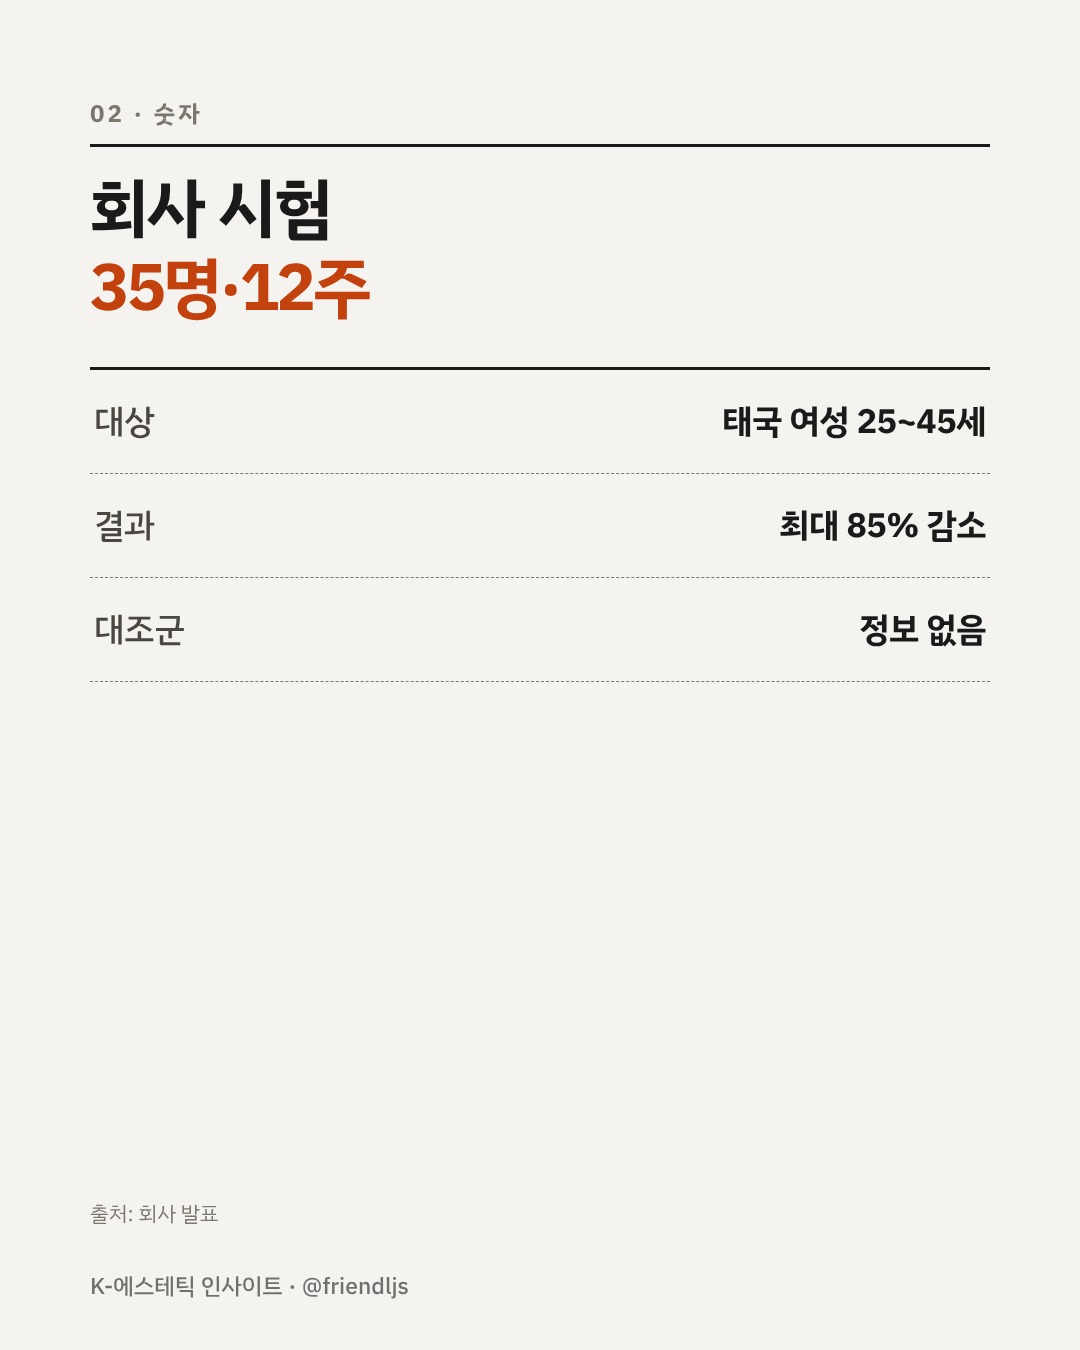 02 · 숫자
회사 시험
35명·12주
대상 태국 여성 25~45세
결과 최대 85% 감소
대조군 정보 없음
출처: 회사 발표
K-에스테틱 인사이트 · @friendljs